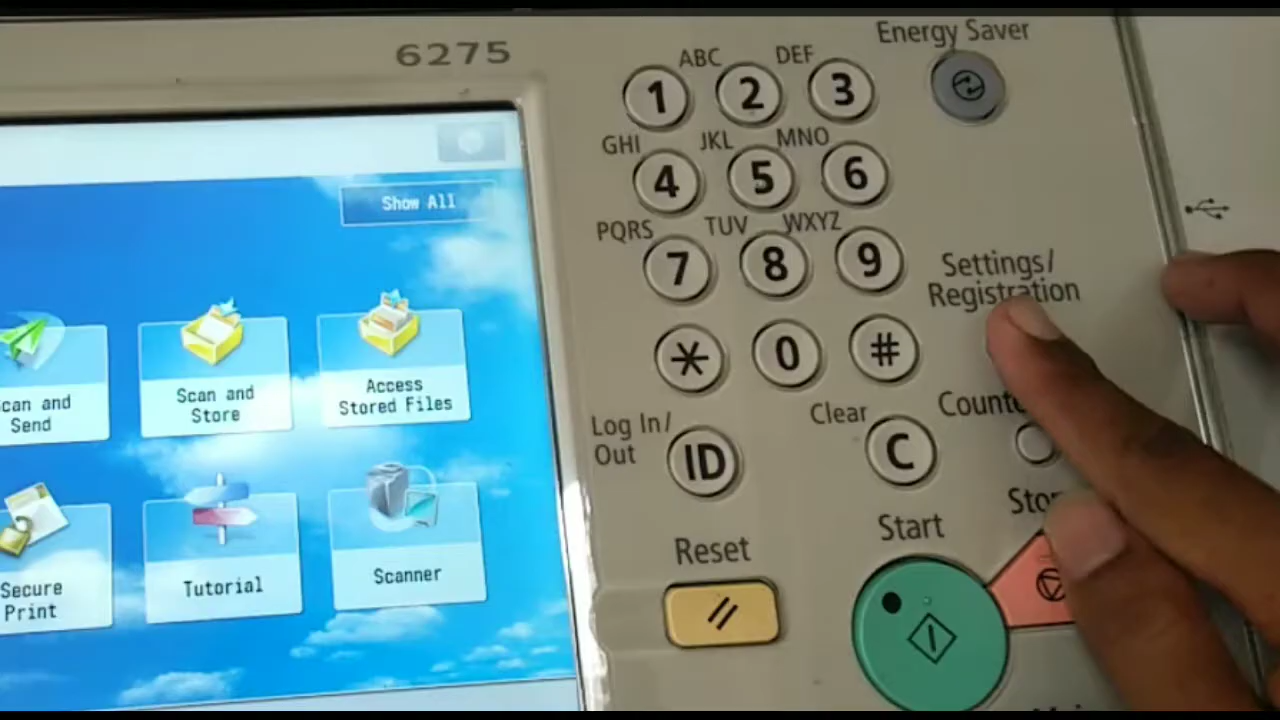 6275
Energy Saver
ABC
DEF
1
2
3
GHI
JKL
MNO
4
5
6
Show All
PQRS
TUV
WXYZ
7
8
9
Settings/
Registration
*
0
#
Scan and
Store
Access
Stored Files
and
Send
Log In/
Out
ID
Clear
C
Reset
Start
Secure
Print
Tutorial
Scanner